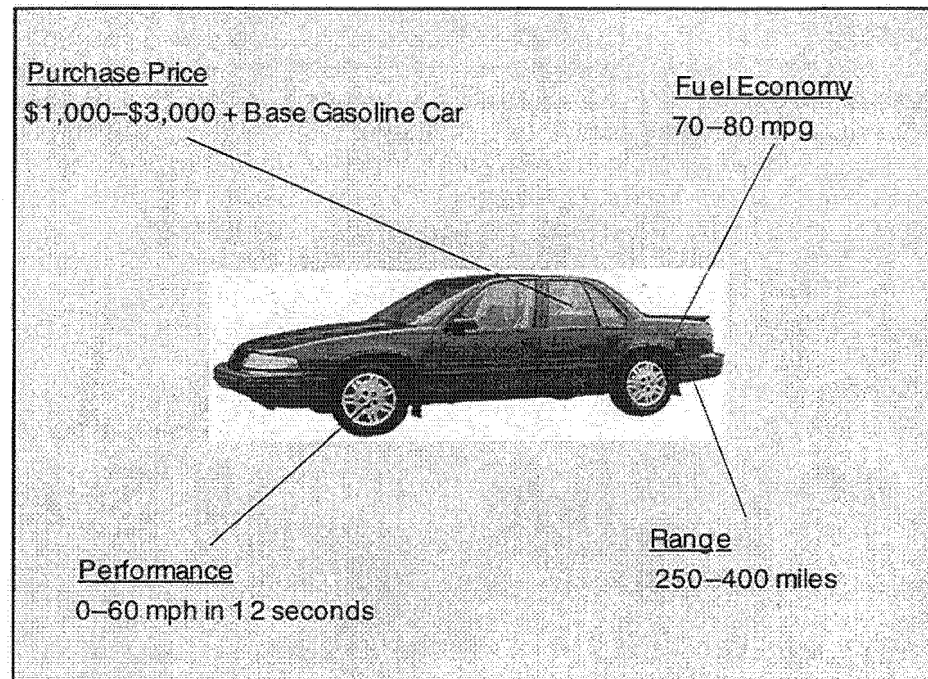 Purchase Price
$1,000–$3,000 + Base Gasoline Car
Fuel Economy
70–80 mpg
Performance
0–60 mph in 12 seconds
Range
250–400 miles